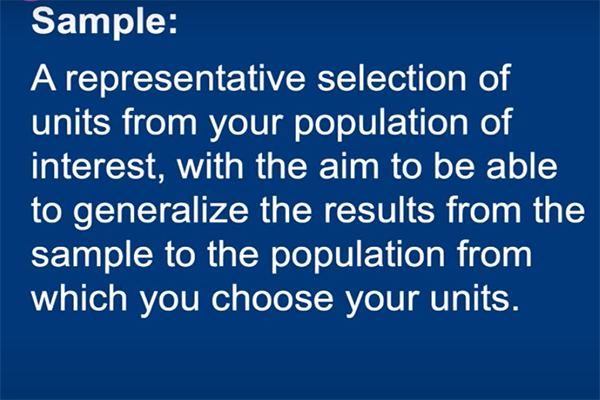 Sample:
A representative selection of
units from your population of
interest, with the aim to be able
to generalize the results from the
sample to the population from
which you choose your units.